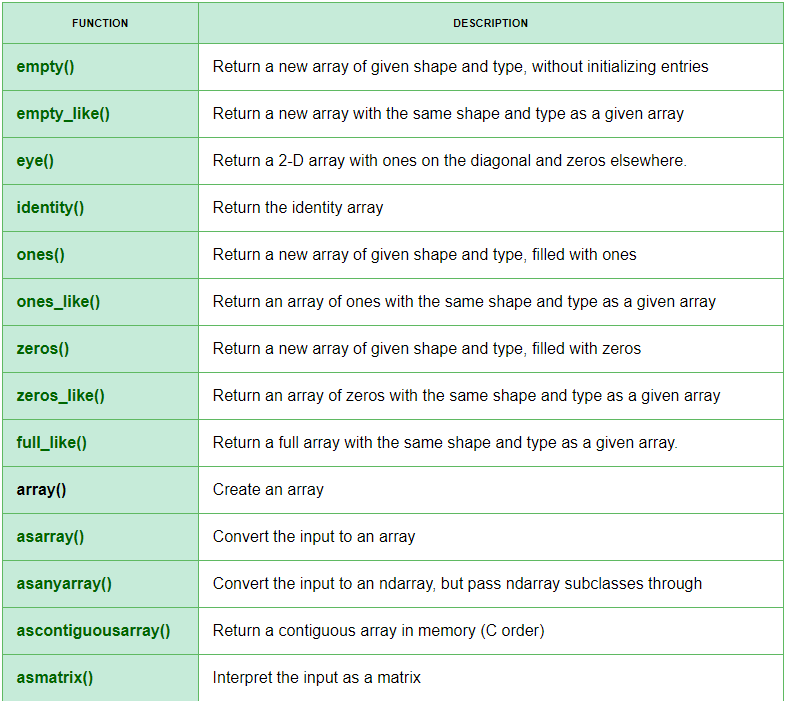 FUNCTION DESCRIPTION
empty() Return a new array of given shape and type, without initializing entries
empty_like() Return a new array with the same shape and type as a given array
eye() Return a 2-D array with ones on the diagonal and zeros elsewhere.
identity() Return the identity array
ones() Return a new array of given shape and type, filled with ones
ones_like() Return an array of ones with the same shape and type as a given array
zeros() Return a new array of given shape and type, filled with zeros
zeros_like() Return an array of zeros with the same shape and type as a given array
full_like() Return a full array with the same shape and type as a given array.
array() Create an array
asarray() Convert the input to an array
asanyarray() Convert the input to an ndarray, but pass ndarray subclasses through
ascontiguousarray() Return a contiguous array in memory (C order)
asmatrix() Interpret the input as a matrix